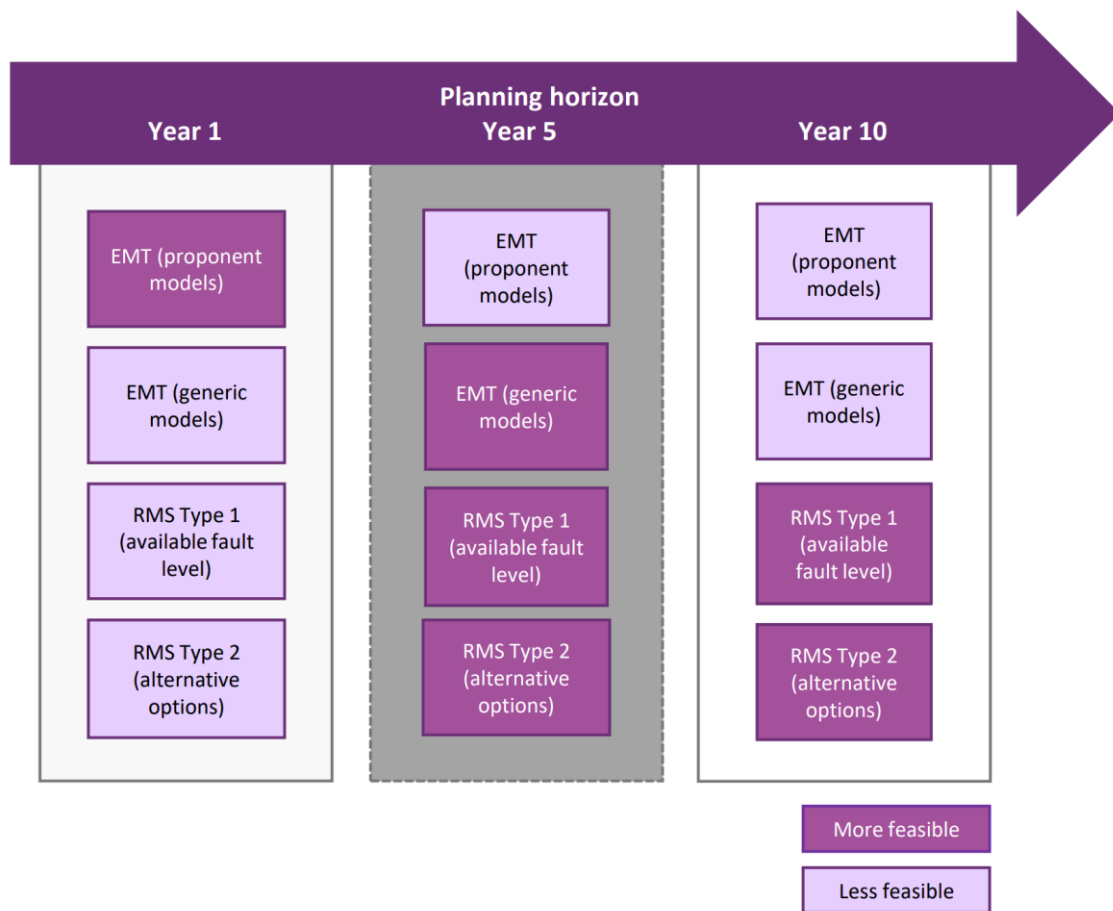 Planning horizon
Year 1
Year 5
Year 10
EMT (proponent
models)
EMT (generic
models)
RMS Type 1
(available fault
level)
RMS Type 2
(alternative
options)
EMT
(proponent
models)
EMT (generic
models)
RMS Type 1
(available fault
level)
RMS Type 2
(alternative
options)
EMT
(proponent
models)
EMT (generic
models)
RMS Type 1
(available
fault level)
RMS Type 2
(alternative
options)
More feasible
Less feasible